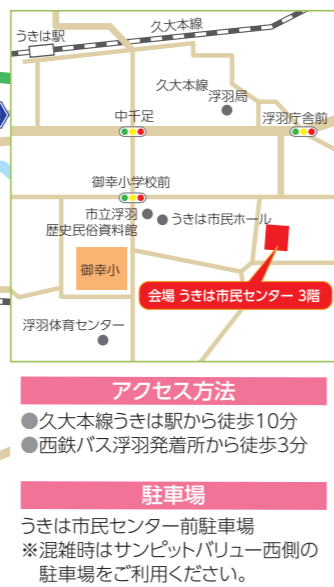 久大本線
うきは駅
久大本線
浮羽局
中千足
浮羽庁舎前
御幸小学校前
市立浮羽
歴史民俗資料館
うきは市民ホール
御幸小
会場 うきは市民センター 3階
浮羽体育センター
アクセス方法
●久大本線うきは駅から徒歩10分
●西鉄バス浮羽発着所から徒歩3分
駐車場
うきは市民センター前駐車場
※混雑時はサンピットバリュー西側の
駐車場をご利用ください。